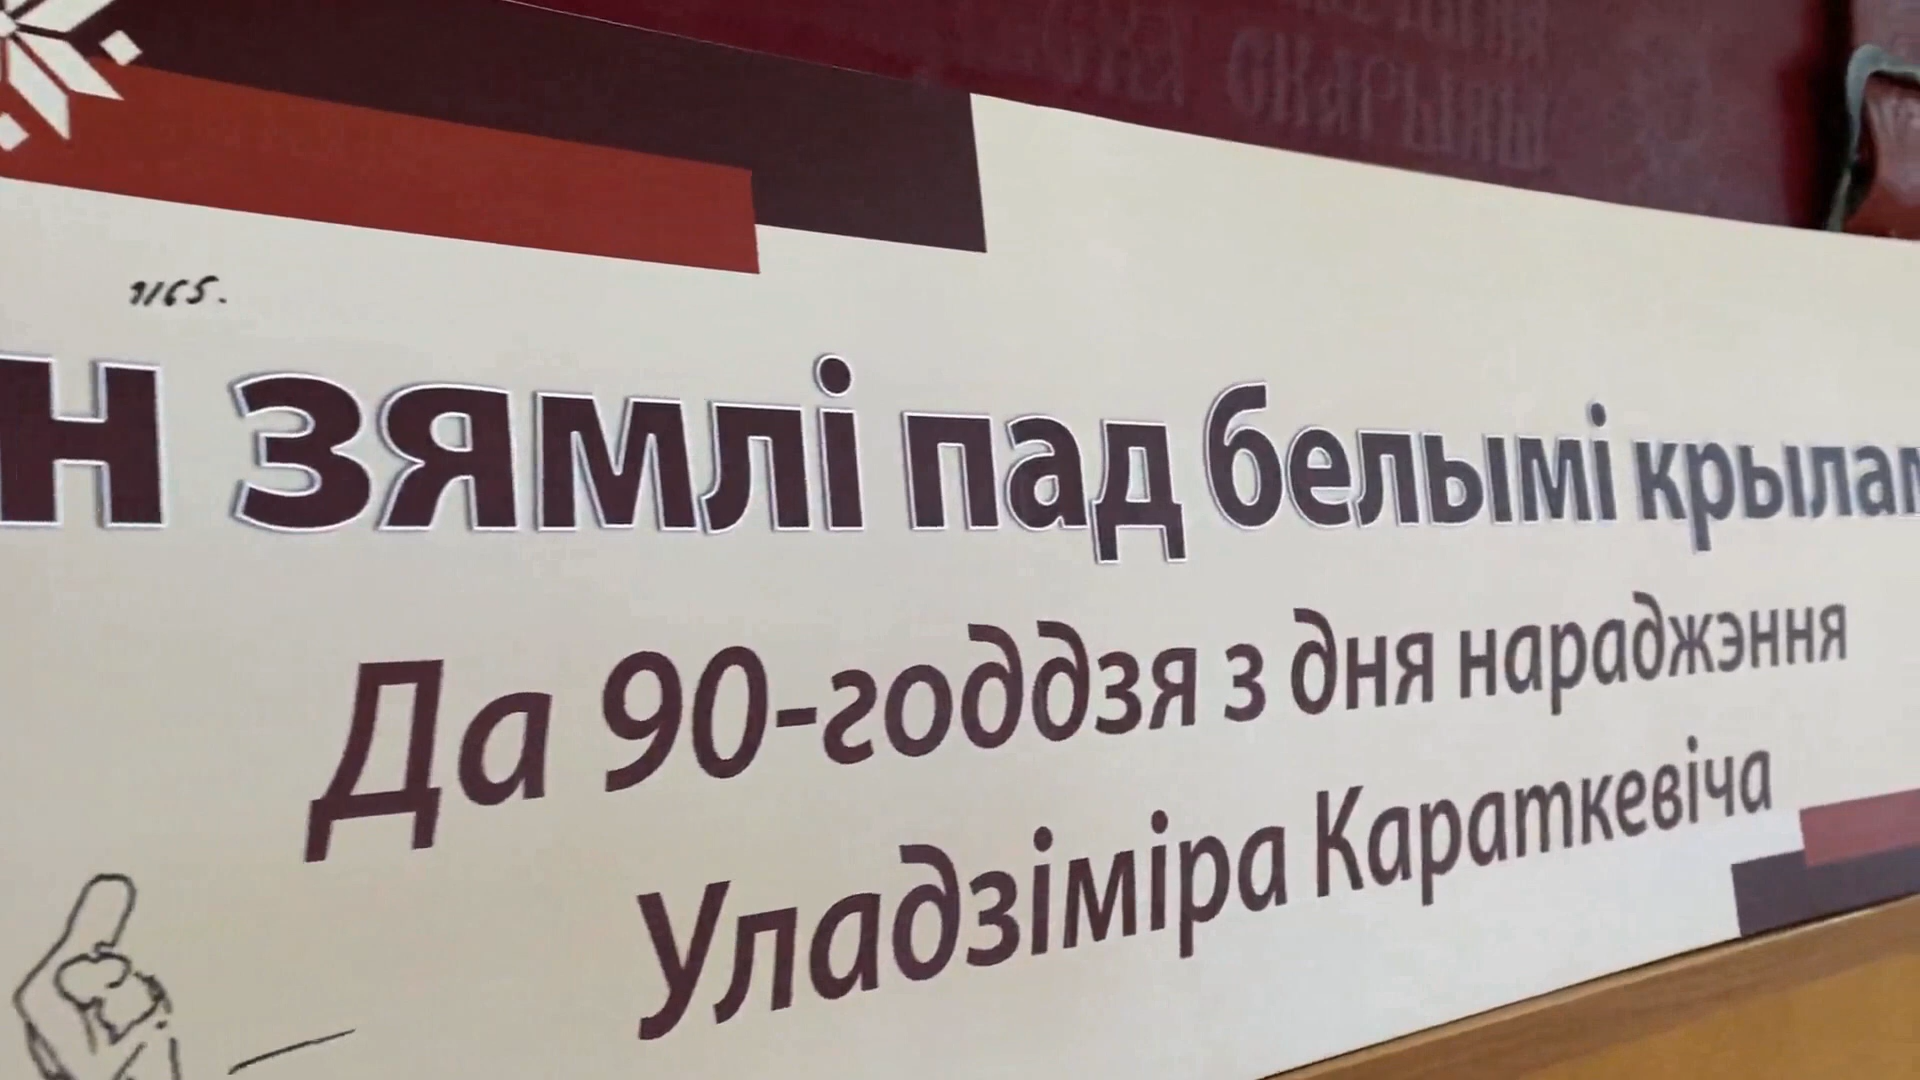 н зямлі пад белымі крылам
Да 90-годдзя з дня нараджэння
Уладзіміра Караткевіча